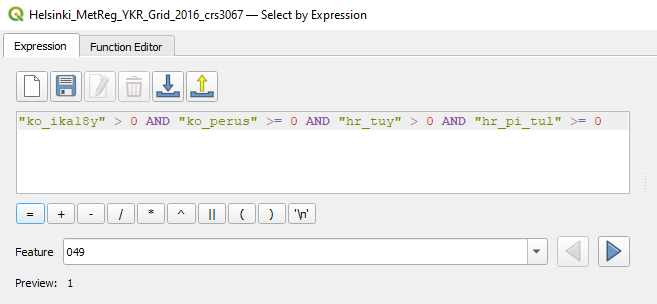 Helsinki_MetReg_YKR_Grid_2016_crs3067 — Select by Expression
Expression Function Editor
"ko_ika18y" > 0 AND "ko_perus" >= 0 AND "hr_tuy" > 0 AND "hr_pi_tul" >= 0
= + - / * ^ || ( ) '\n'
Feature 049
Preview: 1